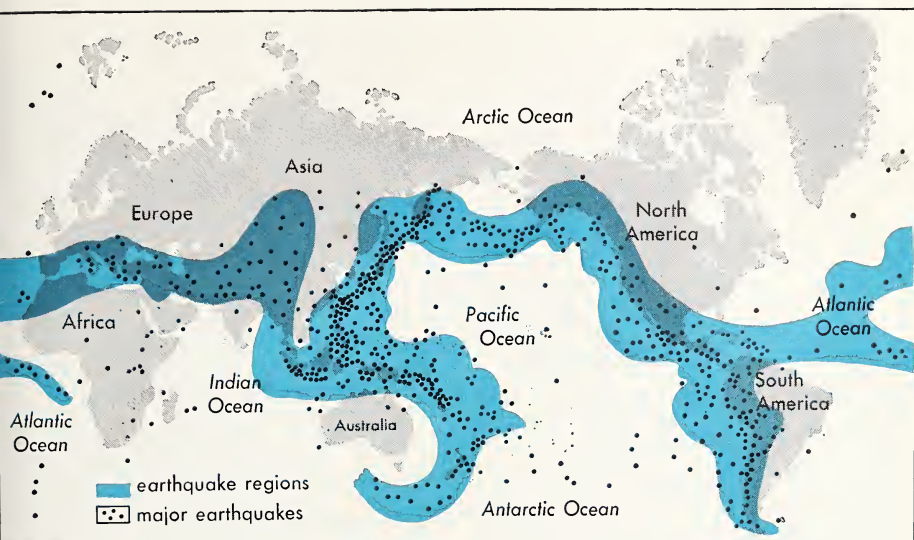 Arctic Ocean
Asia
Europe
North
America
Africa
Pacific
Ocean
Atlantic
Ocean
Indian
Ocean
South
America
Atlantic
Ocean
Australia
earthquake regions
major earthquakes
Antarctic Ocean